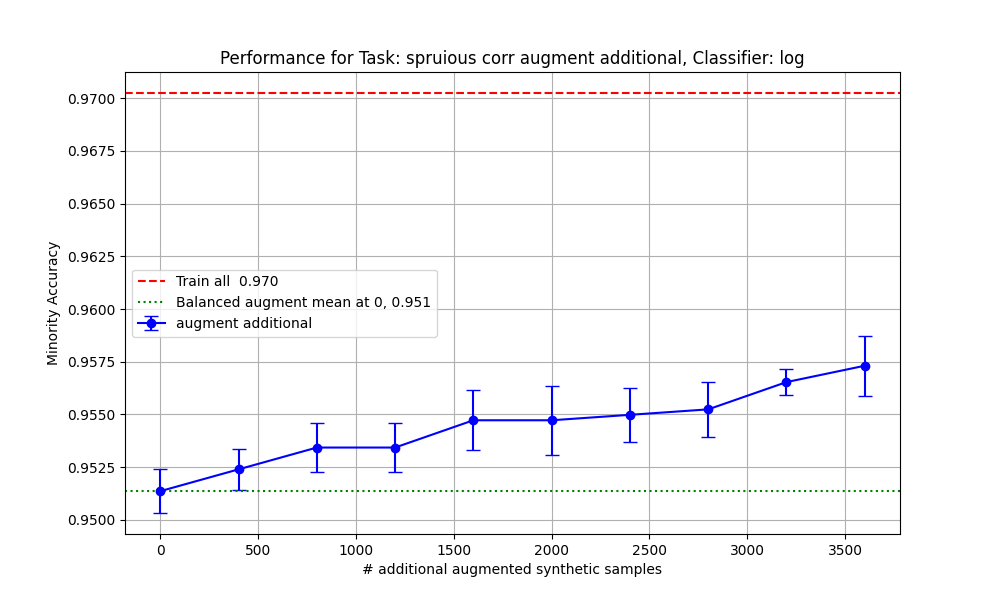 Performance for Task: spruious corr augment additional, Classifier: log
0.9700
0.9675
0.9650
0.9625
0.9600
0.9575
0.9550
0.9525
0.9500
Minority Accuracy
Train all  0.970
Balanced augment mean at 0, 0.951
augment additional
0 500 1000 1500 2000 2500 3000 3500
# additional augmented synthetic samples